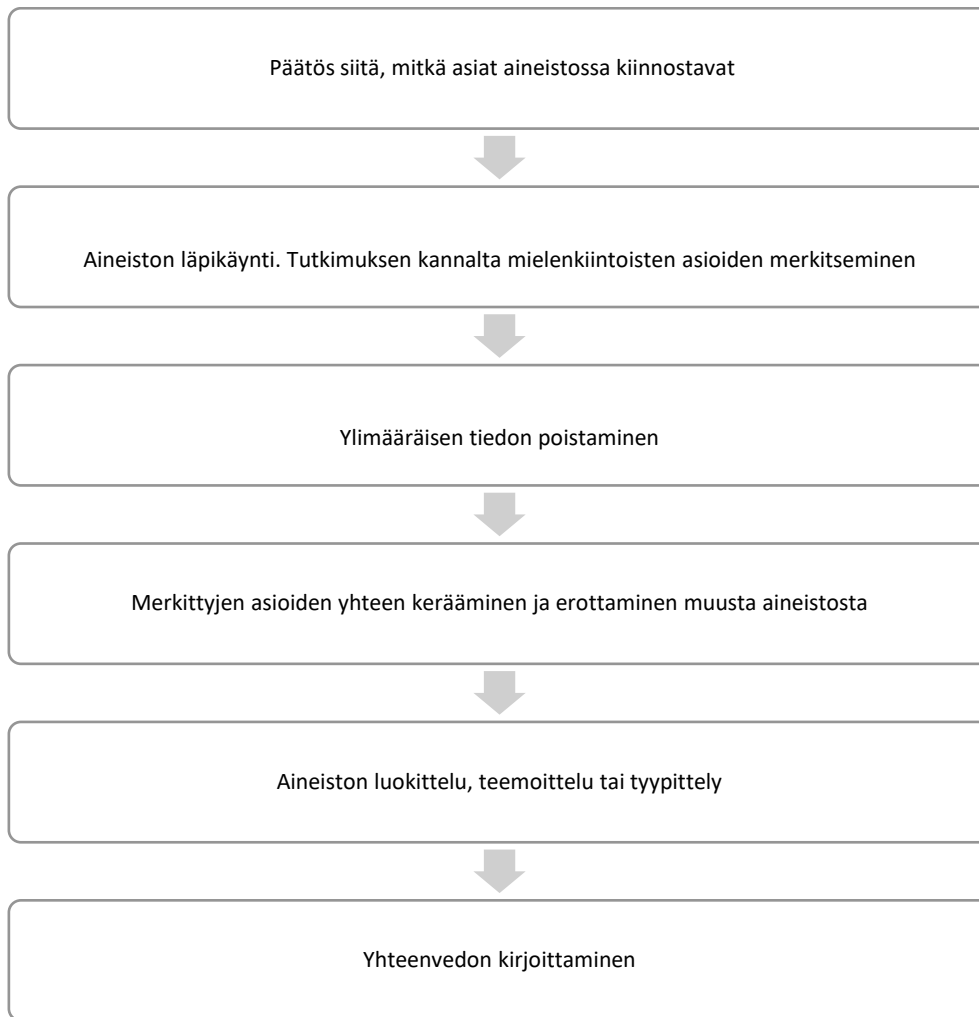 Päätös siitä, mitkä asiat aineistossa kiinnostavat
Aineiston läpikäynti. Tutkimuksen kannalta mielenkiintoisten asioiden merkitseminen
Ylimääräisen tiedon poistaminen
Merkittyjen asioiden yhteen kerääminen ja erottaminen muusta aineistosta
Aineiston luokittelu, teemoittelu tai tyypittely
Yhteenvedon kirjoittaminen